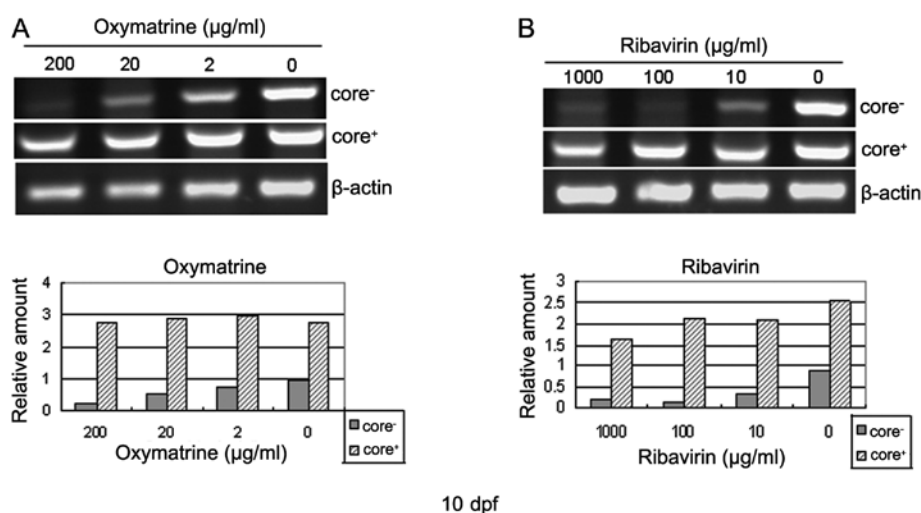 A
Oxymatrine (µg/ml)
200 20 2 0
core⁻
core⁺
β-actin
Oxymatrine
Relative amount
4
3
2
1
0
200 20 2 0
Oxymatrine (µg/ml)
core⁻
core⁺
B
Ribavirin (µg/ml)
1000 100 10 0
core⁻
core⁺
β-actin
Ribavirin
Relative amount
3
2.5
2
1.5
1
0.5
0
1000 100 10 0
Ribavirin (µg/ml)
core⁻
core⁺
10 dpf